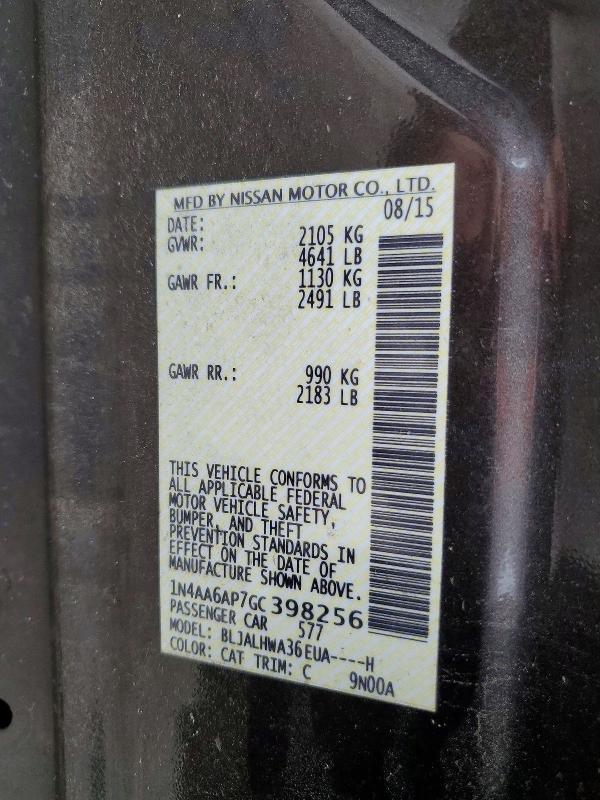 MFD BY NISSAN MOTOR CO., LTD.
DATE: 08/15
GVWR: 2105 KG
4641 LB
GAWR FR.: 1130 KG
2491 LB
GAWR RR.: 990 KG
2183 LB
THIS VEHICLE CONFORMS TO
ALL APPLICABLE FEDERAL
MOTOR VEHICLE SAFETY,
BUMPER, AND THEFT
PREVENTION STANDARDS IN
EFFECT ON THE DATE OF
MANUFACTURE SHOWN ABOVE.
1N4AA6AP7GC398256
PASSENGER CAR 577
MODEL: BLJALHWA36EUA----H
COLOR: CAT TRIM: C 9N00A